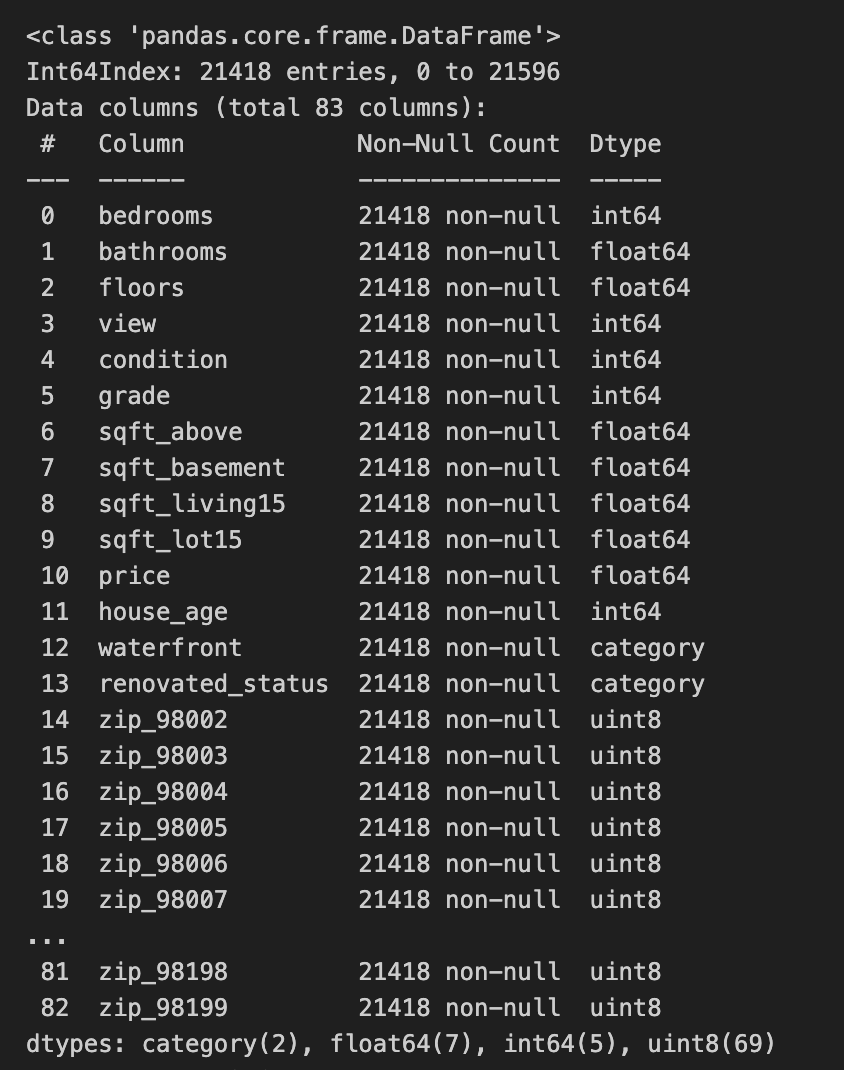 <class 'pandas.core.frame.DataFrame'>
Int64Index: 21418 entries, 0 to 21596
Data columns (total 83 columns):
 #   Column            Non-Null Count  Dtype
---  ------            --------------  -----
 0   bedrooms          21418 non-null  int64
 1   bathrooms         21418 non-null  float64
 2   floors            21418 non-null  float64
 3   view              21418 non-null  int64
 4   condition         21418 non-null  int64
 5   grade             21418 non-null  int64
 6   sqft_above        21418 non-null  float64
 7   sqft_basement     21418 non-null  float64
 8   sqft_living15     21418 non-null  float64
 9   sqft_lot15        21418 non-null  float64
 10  price             21418 non-null  float64
 11  house_age         21418 non-null  int64
 12  waterfront        21418 non-null  category
 13  renovated_status  21418 non-null  category
 14  zip_98002         21418 non-null  uint8
 15  zip_98003         21418 non-null  uint8
 16  zip_98004         21418 non-null  uint8
 17  zip_98005         21418 non-null  uint8
 18  zip_98006         21418 non-null  uint8
 19  zip_98007         21418 non-null  uint8
...
 81  zip_98198         21418 non-null  uint8
 82  zip_98199         21418 non-null  uint8
dtypes: category(2), float64(7), int64(5), uint8(69)